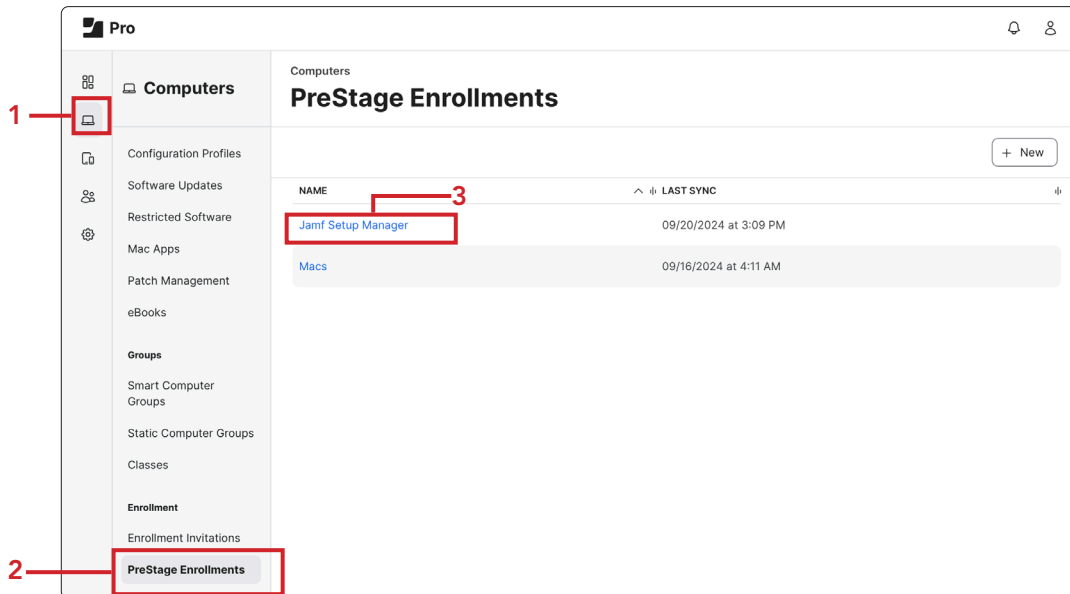 Pro
1
2
3
Computers
Configuration Profiles
Software Updates
Restricted Software
Mac Apps
Patch Management
eBooks
Groups
Smart Computer
Groups
Static Computer Groups
Classes
Enrollment
Enrollment Invitations
PreStage Enrollments
Computers
PreStage Enrollments
+ New
NAME LAST SYNC
Jamf Setup Manager 09/20/2024 at 3:09 PM
Macs 09/16/2024 at 4:11 AM